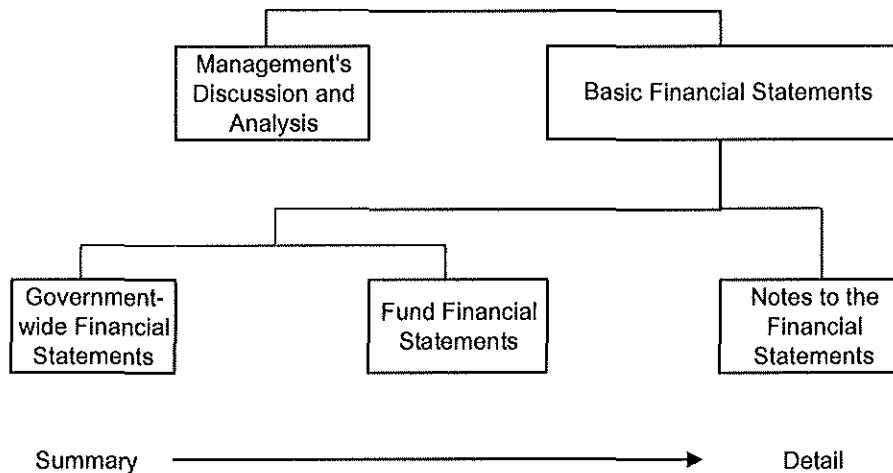 Management's
Discussion and
Analysis
Basic Financial Statements
Government-
wide Financial
Statements
Fund Financial
Statements
Notes to the
Financial
Statements
Summary
Detail